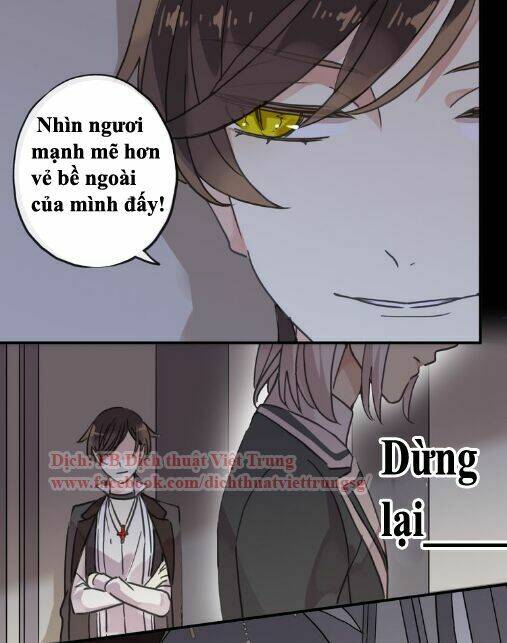 Nhìn ngươi
mạnh mẽ hơn
vẻ bề ngoài
của mình đấy!
Dịch: FB Dịch thuật Việt Trung
www.facebook.com/dichthuatviettrungsg/
Dừng
lại___